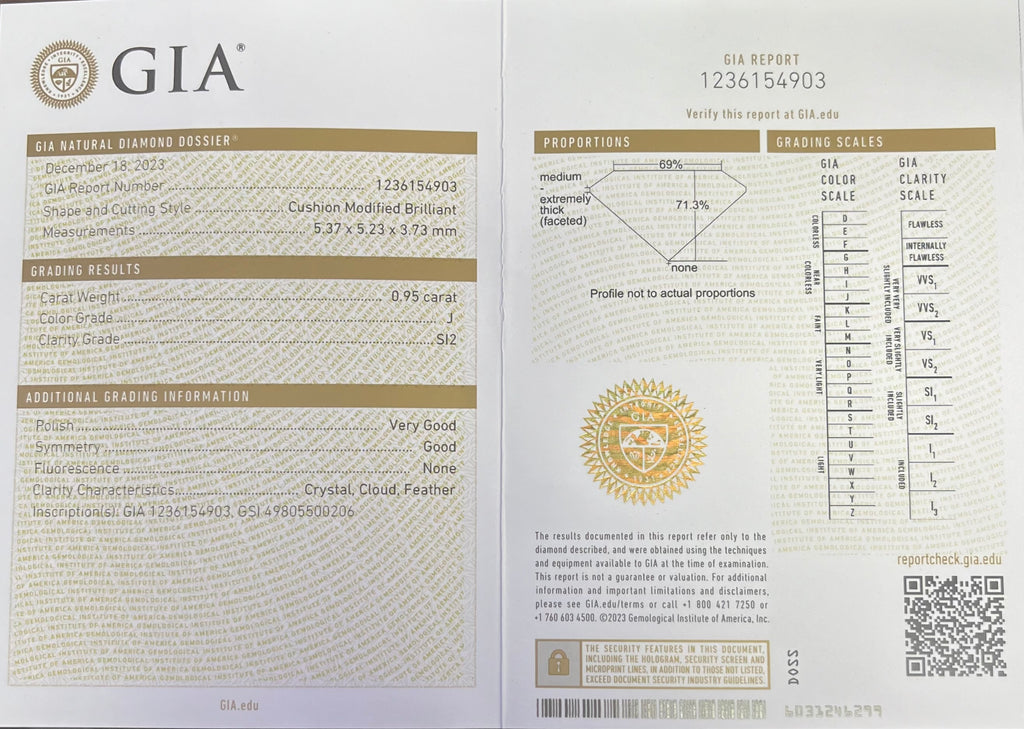 GIA®
GIA NATURAL DIAMOND DOSSIER®
December 18, 2023
GIA Report Number 1236154903
Shape and Cutting Style Cushion Modified Brilliant
Measurements 5.37 x 5.23 x 3.73 mm
GRADING RESULTS
Carat Weight 0.95 carat
Color Grade J
Clarity Grade SI2
ADDITIONAL GRADING INFORMATION
Polish Very Good
Symmetry Good
Fluorescence None
Clarity Characteristics Crystal, Cloud, Feather
Inscription(s): GIA 1236154903, GSI 49805500206
GIA.edu
GIA REPORT
1236154903
Verify this report at GIA.edu
PROPORTIONS
69%
medium
-
extremely
thick
(faceted)
71.3%
none
Profile not to actual proportions
GIA
The results documented in this report refer only to the
diamond described, and were obtained using the techniques
and equipment available to GIA at the time of examination.
This report is not a guarantee or valuation. For additional
information and important limitations and disclaimers,
please see GIA.edu/terms or call +1 800 421 7250 or
+1 760 603 4500. ©2023 Gemological Institute of America, Inc.
THE SECURITY FEATURES IN THIS DOCUMENT,
INCLUDING THE HOLOGRAM, SECURITY SCREEN AND
MICROPRINT LINES, IN ADDITION TO THOSE NOT LISTED,
EXCEED DOCUMENT SECURITY INDUSTRY GUIDELINES.
GRADING SCALES
GIA
COLOR
SCALE
COLORLESS
D
E
F
NEAR
COLORLESS
G
H
I
J
FAINT
K
L
M
VERY LIGHT
N
O
P
Q
R
LIGHT
S
T
U
V
W
X
Y
Z
GIA
CLARITY
SCALE
FLAWLESS
INTERNALLY
FLAWLESS
VERY VERY
SLIGHTLY INCLUDED
VVS1
VVS2
VERY SLIGHTLY
INCLUDED
VS1
VS2
SLIGHTLY
INCLUDED
SI1
SI2
INCLUDED
I1
I2
I3
reportcheck.gia.edu
D022
6033246299